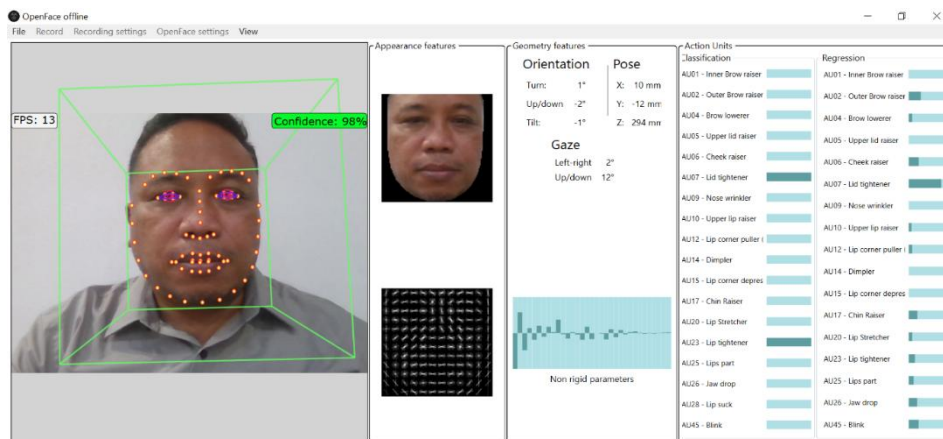 OpenFace offline
File Record Recording settings OpenFace settings View
FPS: 13
Confidence: 98%
Appearance features
Geometry features
Orientation
Turn: 1°
Up/down -2°
Tilt: -1°
Pose
X: 10 mm
Y: -12 mm
Z: 294 mm
Gaze
Left-right 2°
Up/down 12°
Non rigid parameters
Action Units
Classification
AU01 - Inner Brow raiser
AU02 - Outer Brow raiser
AU04 - Brow lowerer
AU05 - Upper lid raiser
AU06 - Cheek raiser
AU07 - Lid tightener
AU09 - Nose wrinkler
AU10 - Upper lip raiser
AU12 - Lip corner puller (
AU14 - Dimpler
AU15 - Lip corner depres
AU17 - Chin Raiser
AU20 - Lip Stretcher
AU23 - Lip tightener
AU25 - Lips part
AU26 - Jaw drop
AU28 - Lip suck
AU45 - Blink
Regression
AU01 - Inner Brow raiser
AU02 - Outer Brow raiser
AU04 - Brow lowerer
AU05 - Upper lid raiser
AU06 - Cheek raiser
AU07 - Lid tightener
AU09 - Nose wrinkler
AU10 - Upper lip raiser
AU12 - Lip corner puller (
AU14 - Dimpler
AU15 - Lip corner depres
AU17 - Chin Raiser
AU20 - Lip Stretcher
AU23 - Lip tightener
AU25 - Lips part
AU26 - Jaw drop
AU45 - Blink